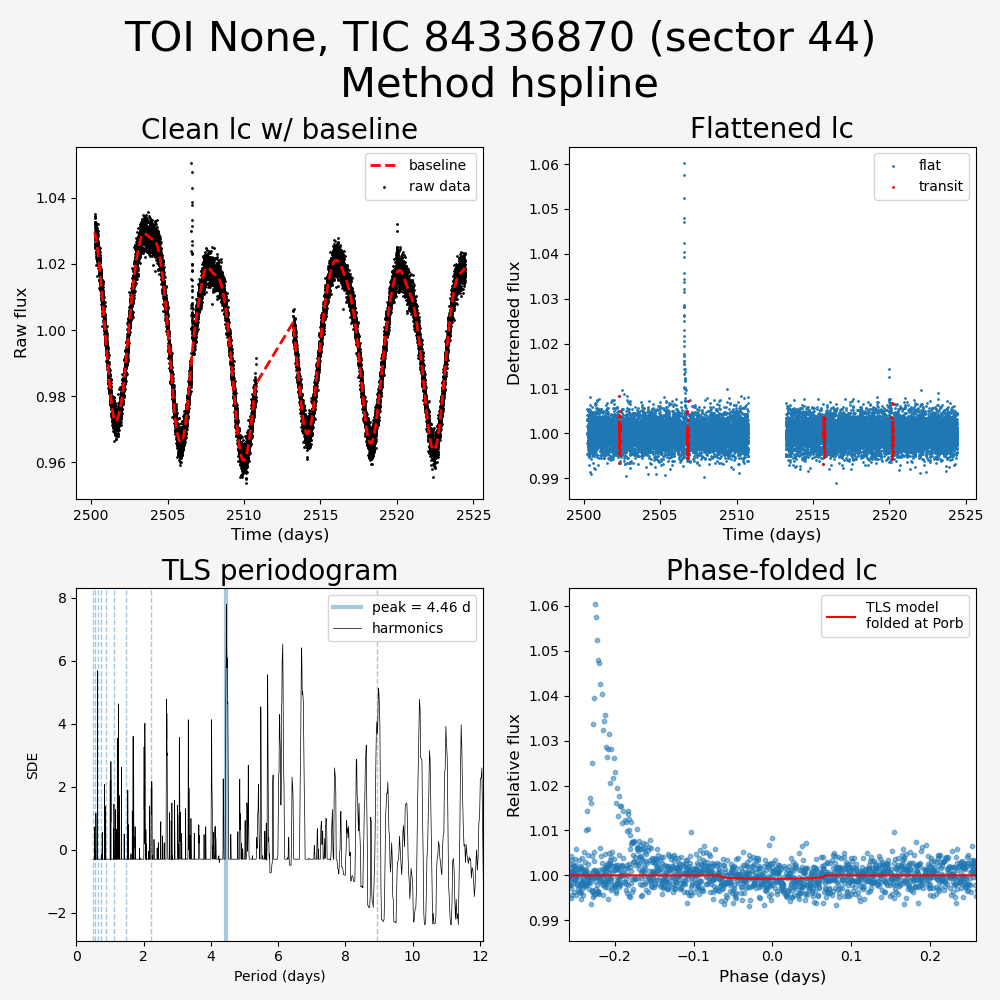 TOI None, TIC 84336870 (sector 44)
Method hspline
Clean lc w/ baseline
baseline
raw data
Raw flux
1.04
1.02
1.00
0.98
0.96
2500
2505
2510
2515
2520
2525
Time (days)
Flattened lc
flat
transit
Detrended flux
1.06
1.05
1.04
1.03
1.02
1.01
1.00
0.99
2500
2505
2510
2515
2520
2525
Time (days)
TLS periodogram
peak = 4.46 d
harmonics
SDE
8
6
4
2
0
−2
0
2
4
6
8
10
12
Period (days)
Phase-folded lc
TLS model
folded at Porb
Relative flux
1.06
1.05
1.04
1.03
1.02
1.01
1.00
0.99
−0.2
−0.1
0.0
0.1
0.2
Phase (days)